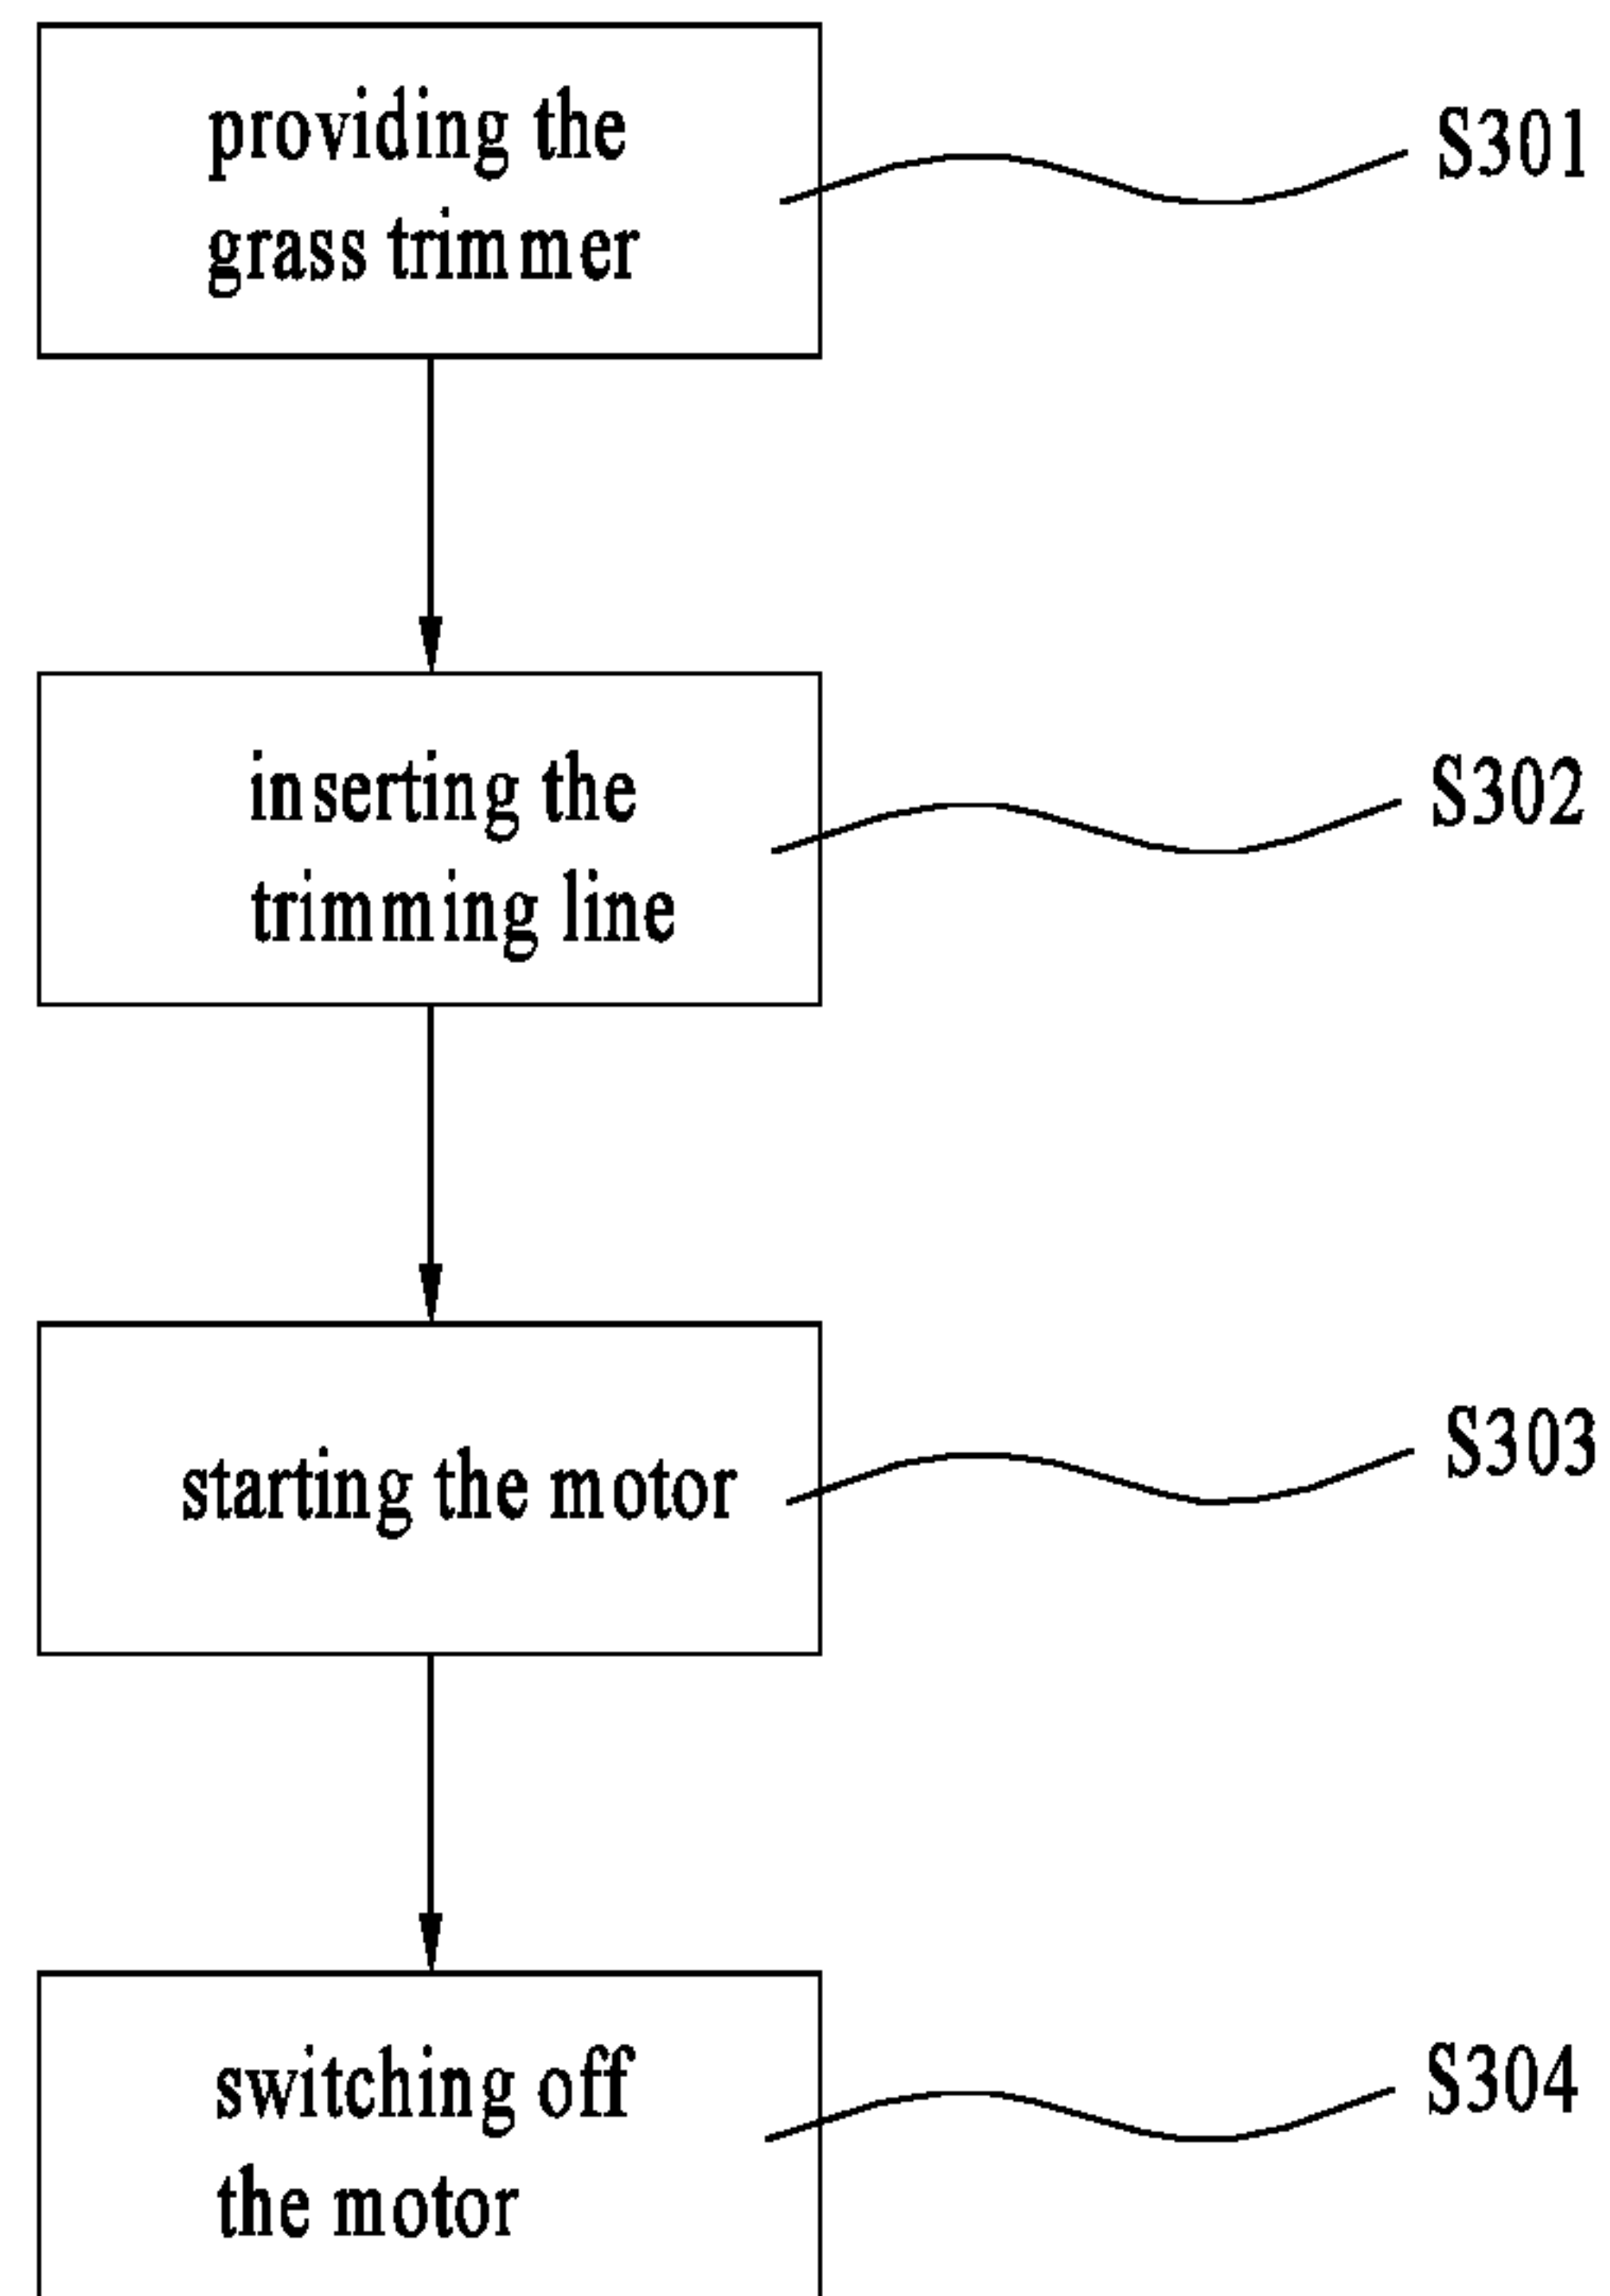 providing the
grass trimmer
S301
inserting the
trimming line
S302
starting the motor
S303
switching off
the motor
S304